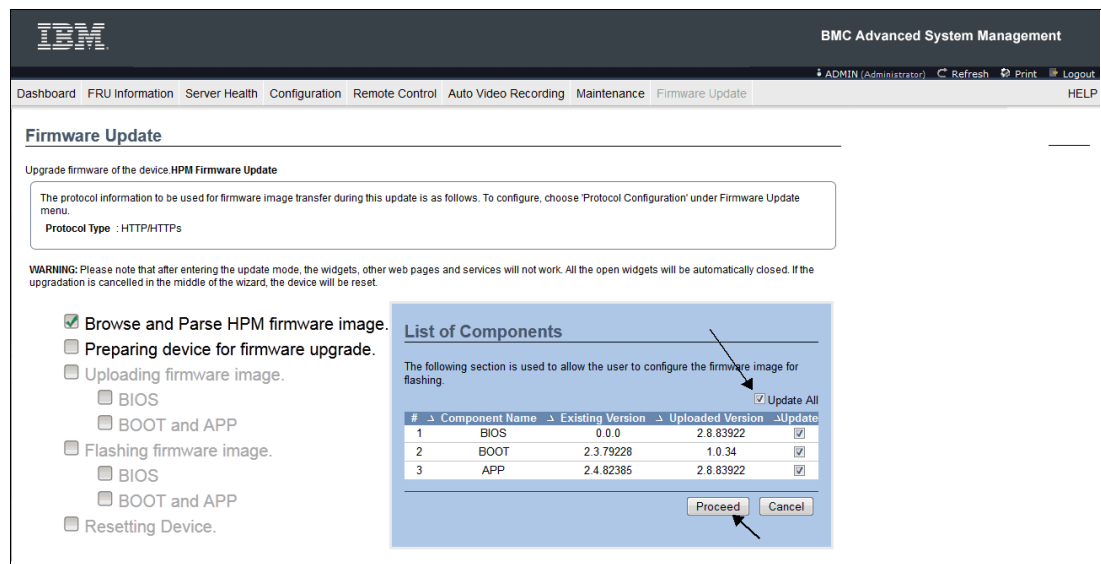 IBM.
BMC Advanced System Management
ADMIN (Administrator) Refresh Print Logout
Dashboard FRU Information Server Health Configuration Remote Control Auto Video Recording Maintenance Firmware Update HELP
Firmware Update
Upgrade firmware of the device.HPM Firmware Update
The protocol information to be used for firmware image transfer during this update is as follows. To configure, choose 'Protocol Configuration' under Firmware Update
menu.
Protocol Type : HTTP/HTTPs
WARNING: Please note that after entering the update mode, the widgets, other web pages and services will not work. All the open widgets will be automatically closed. If the
upgradation is cancelled in the middle of the wizard, the device will be reset.
Browse and Parse HPM firmware image.
Preparing device for firmware upgrade.
Uploading firmware image.
BIOS
BOOT and APP
Flashing firmware image.
BIOS
BOOT and APP
Resetting Device.
List of Components
The following section is used to allow the user to configure the firmware image for
flashing.
Update All
# Component Name Existing Version Uploaded Version Update
1 BIOS 0.0.0 2.8.83922
2 BOOT 2.3.79228 1.0.34
3 APP 2.4.82385 2.8.83922
Proceed Cancel